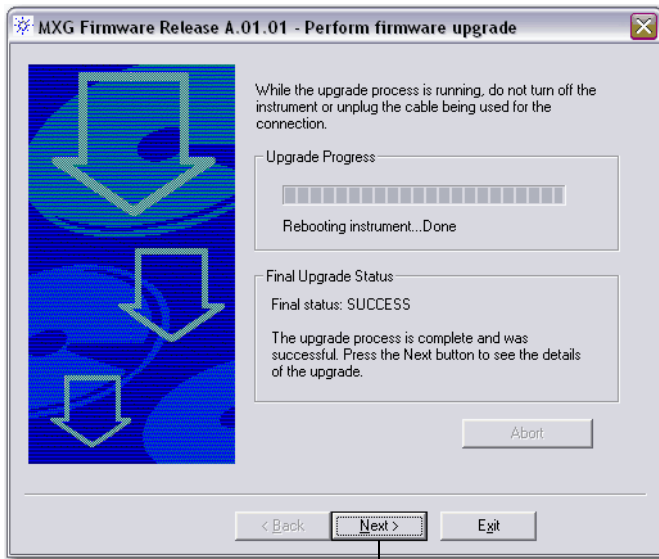 MXG Firmware Release A.01.01 - Perform firmware upgrade
While the upgrade process is running, do not turn off the
instrument or unplug the cable being used for the
connection.
Upgrade Progress
Rebooting instrument...Done
Final Upgrade Status
Final status: SUCCESS
The upgrade process is complete and was
successful. Press the Next button to see the details
of the upgrade.
Abort
< Back
Next >
Exit